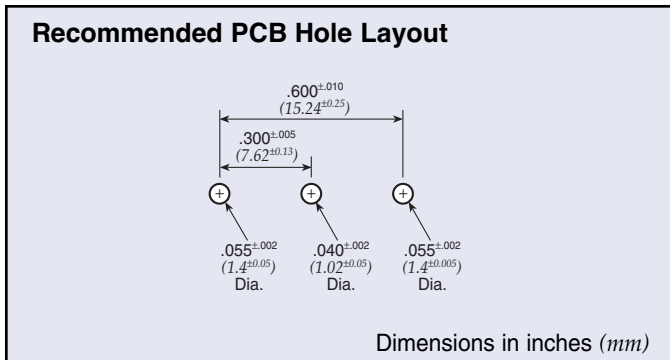 Recommended PCB Hole Layout
.600±.010
(15.24±0.25)
.300±.005
(7.62±0.13)
.055±.002
(1.4±0.05)
Dia.
.040±.002
(1.02±0.05)
Dia.
.055±.002
(1.4±0.005)
Dia.
Dimensions in inches (mm)